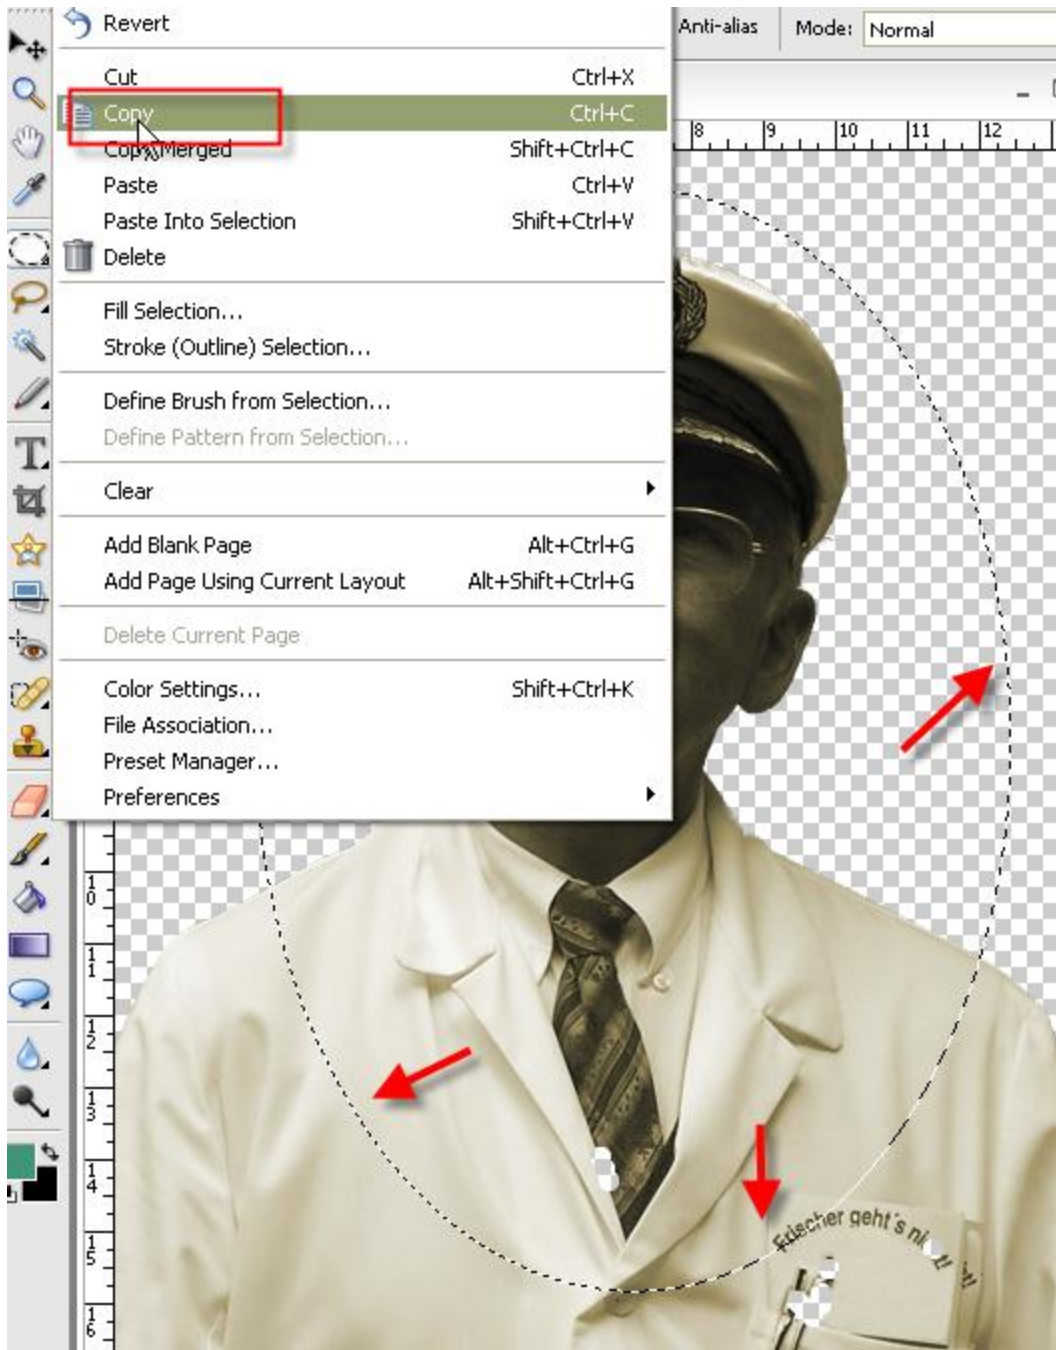 Revert
Anti-alias
Mode: Normal
Cut Ctrl+X
Copy Ctrl+C
Copy Merged Shift+Ctrl+C
8 9 10 11 12
Paste Ctrl+V
Paste Into Selection Shift+Ctrl+V
Delete
Fill Selection...
Stroke (Outline) Selection...
Define Brush from Selection...
Define Pattern from Selection...
T
Clear
Add Blank Page Alt+Ctrl+G
Add Page Using Current Layout Alt+Shift+Ctrl+G
Delete Current Page
Color Settings... Shift+Ctrl+K
File Association...
Preset Manager...
Preferences
10
11
12
13
14
15
16
Frischer geht´s